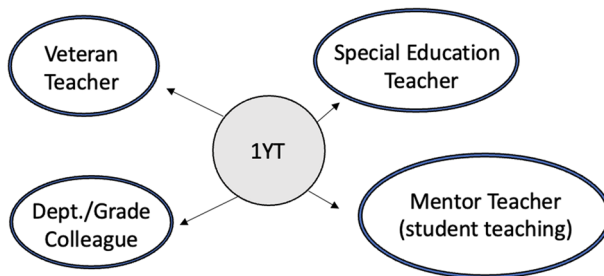 Veteran
Teacher
Special Education
Teacher
1YT
Dept./Grade
Colleague
Mentor Teacher
(student teaching)